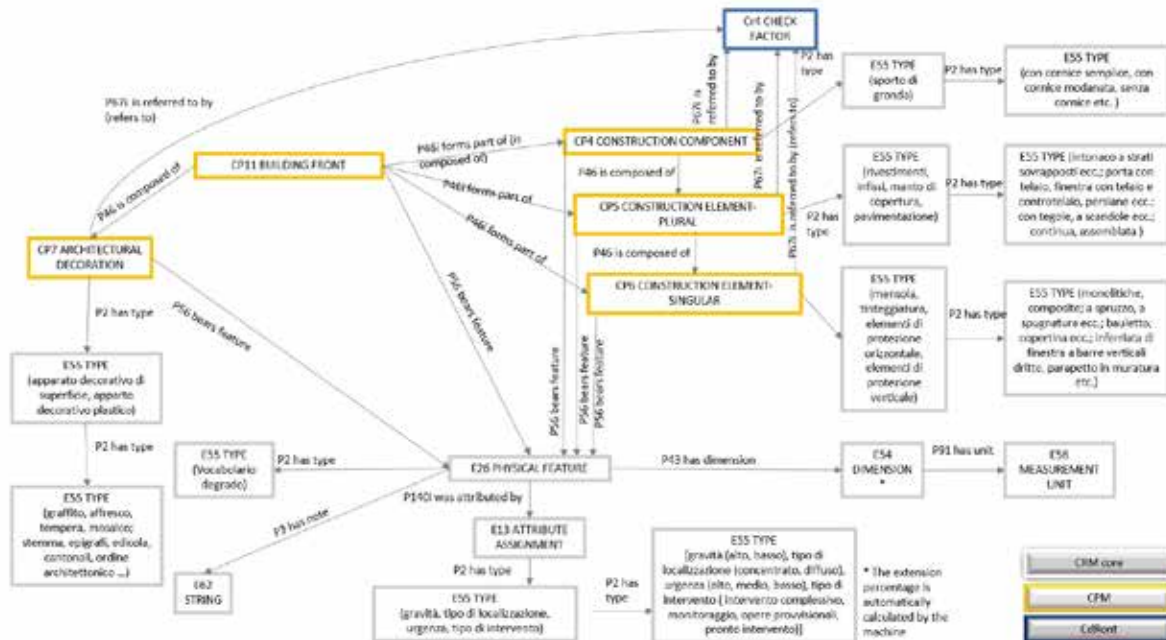 Cr4 CHECK
FACTOR
P67i is referred to by
(refers to)
P67i is
referred to by
P67i is referred to by
P67i is referred to by (refers to)
P2 has
type
E55 TYPE
(sporto di
gronda)
P2 has type
E55 TYPE
(con cornice semplice, con
cornice modanata, senza
cornice etc. )
CP11 BUILDING FRONT
P46i forms part of (is
composed of)
CP4 CONSTRUCTION COMPONENT
P46 is composed of
P46 is composed of
P46i forms part of
P46i forms part of
CP5 CONSTRUCTION ELEMENT-
PLURAL
P2 has
type
E55 TYPE
(rivestimenti,
infissi, manto di
copertura,
pavimentazione)
P2 has
type
E55 TYPE (intonaco a strati
sovrapposti ecc.; porta con
telaio, finestra con telaio e
controtelaio, persiane ecc.;
con tegole, a scandole ecc.;
continua, assemblata )
CP7 ARCHITECTURAL
DECORATION
P46 is composed of
CP6 CONSTRUCTION ELEMENT-
SINGULAR
E55 TYPE
(mensola,
tinteggiatura,
elementi di
protezione
orizzontale,
elementi di
protezione
verticale)
P2 has type
E55 TYPE (monolitiche,
composite; a spruzzo, a
spugnatura ecc.; bauletto,
copertina ecc.; inferriata di
finestra a barre verticali
dritte, parapetto in muratura
etc.)
P2 has type
P56 bears feature
P56 bears feature
P56 bears feature
P56 bears feature
P56 bears feature
E55 TYPE
(apparato decorativo di
superficie, apparto
decorativo plastico)
P2 has type
E55 TYPE
(graffito, affresco,
tempera, mosaico;
stemma, epigrafi, edicola,
cantonali, ordine
architettonico ...)
E55 TYPE
(Vocabolario
degrado)
P2 has type
E26 PHYSICAL FEATURE
P43 has dimension
E54
DIMENSION
*
P91 has unit
E56
MEASUREMENT
UNIT
P3 has note
E62
STRING
P140i was attributed by
E13 ATTRIBUTE
ASSIGNMENT
P2 has type
E55 TYPE
(gravità, tipo di localizzazione,
urgenza, tipo di intervento)
P2 has
type
E55 TYPE
(gravità (alto, basso), tipo di
localizzazione (concentrato, diffuso),
urgenza (alto, medio, basso), tipo di
Intervento ( intervento complessivo,
monitoraggio, opere provvisionali,
pronto intervento)]
* The extension
percentage is
automatically
calculated by the
machine
CRM core
CPM